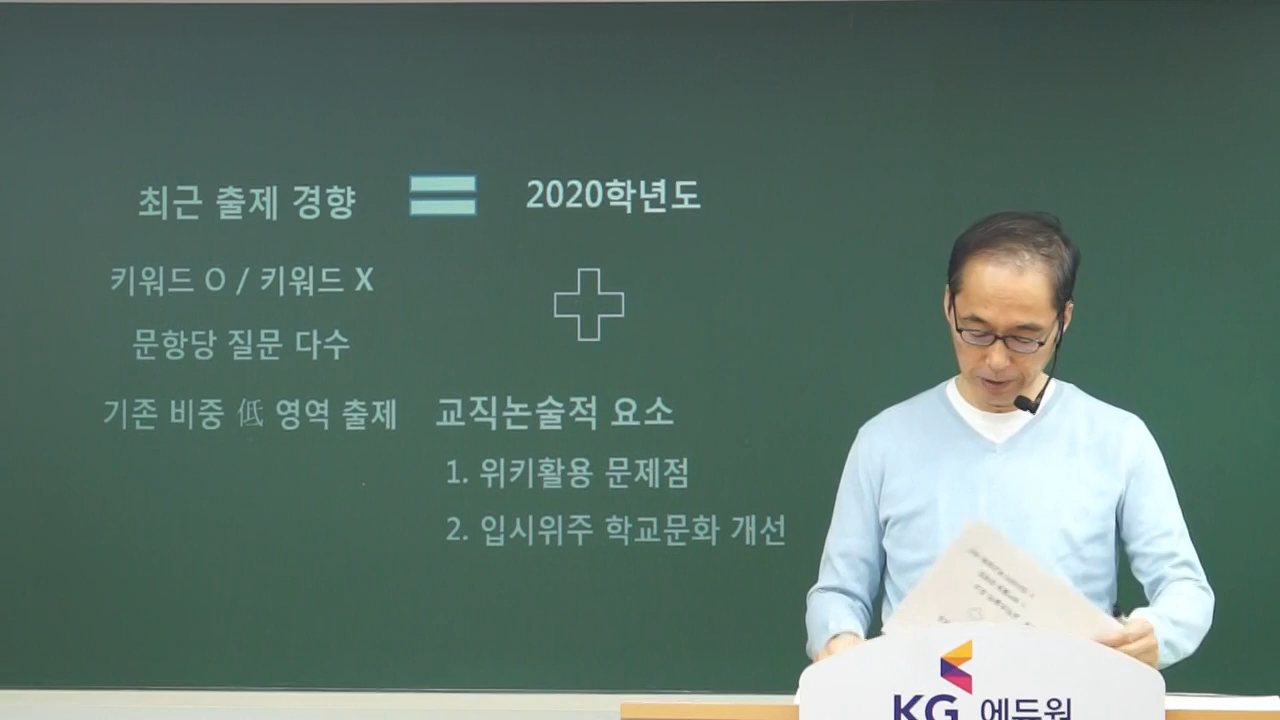 최근 출제 경향
2020학년도
키워드 O / 키워드 X
문항당 질문 다수
기존 비중 低 영역 출제
교직논술적 요소
1. 위키활용 문제점
2. 입시위주 학교문화 개선
KG 에듀원